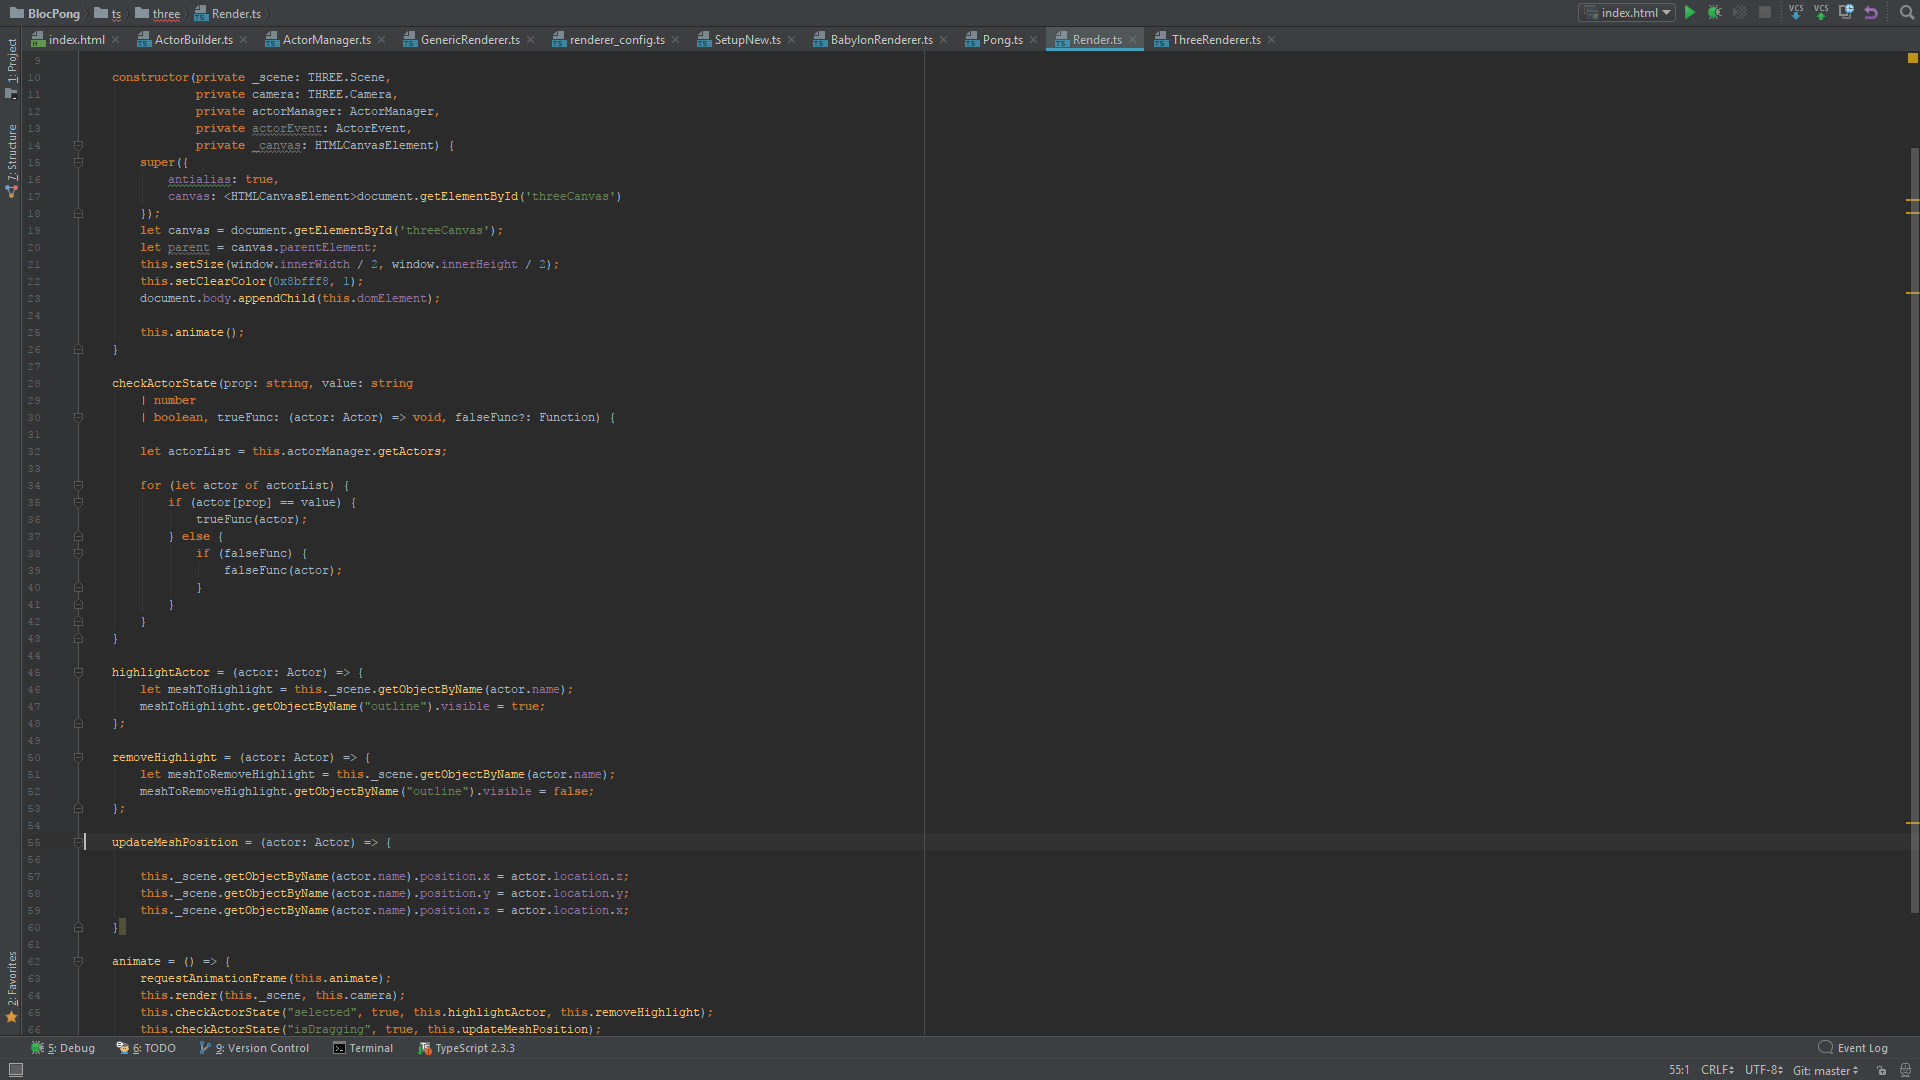 BlocPong ts three Render.ts index.html
index.html ActorBuilder.ts ActorManager.ts GenericRenderer.ts renderer_config.ts SetupNew.ts BabylonRenderer.ts Pong.ts Render.ts ThreeRenderer.ts
1: Project
7: Structure
2: Favorites
9
10 constructor(private _scene: THREE.Scene,
11 private camera: THREE.Camera,
12 private actorManager: ActorManager,
13 private actorEvent: ActorEvent,
14 private _canvas: HTMLCanvasElement) {
15 super({
16 antialias: true,
17 canvas: <HTMLCanvasElement>document.getElementById('threeCanvas')
18 });
19 let canvas = document.getElementById('threeCanvas');
20 let parent = canvas.parentElement;
21 this.setSize(window.innerWidth / 2, window.innerHeight / 2);
22 this.setClearColor(0x8bfff8, 1);
23 document.body.appendChild(this.domElement);
24
25 this.animate();
26 }
27
28 checkActorState(prop: string, value: string
29 | number
30 | boolean, trueFunc: (actor: Actor) => void, falseFunc?: Function) {
31
32 let actorList = this.actorManager.getActors;
33
34 for (let actor of actorList) {
35 if (actor[prop] == value) {
36 trueFunc(actor);
37 } else {
38 if (falseFunc) {
39 falseFunc(actor);
40 }
41 }
42 }
43 }
44
45 highlightActor = (actor: Actor) => {
46 let meshToHighlight = this._scene.getObjectByName(actor.name);
47 meshToHighlight.getObjectByName("outline").visible = true;
48 };
49
50 removeHighlight = (actor: Actor) => {
51 let meshToRemoveHighlight = this._scene.getObjectByName(actor.name);
52 meshToRemoveHighlight.getObjectByName("outline").visible = false;
53 };
54
55 updateMeshPosition = (actor: Actor) => {
56
57 this._scene.getObjectByName(actor.name).position.x = actor.location.z;
58 this._scene.getObjectByName(actor.name).position.y = actor.location.y;
59 this._scene.getObjectByName(actor.name).position.z = actor.location.x;
60 }
61
62 animate = () => {
63 requestAnimationFrame(this.animate);
64 this.render(this._scene, this.camera);
65 this.checkActorState("selected", true, this.highlightActor, this.removeHighlight);
66 this.checkActorState("isDragging", true, this.updateMeshPosition);
5: Debug 6: TODO 9: Version Control Terminal TypeScript 2.3.3 Event Log
55:1 CRLF UTF-8 Git: master